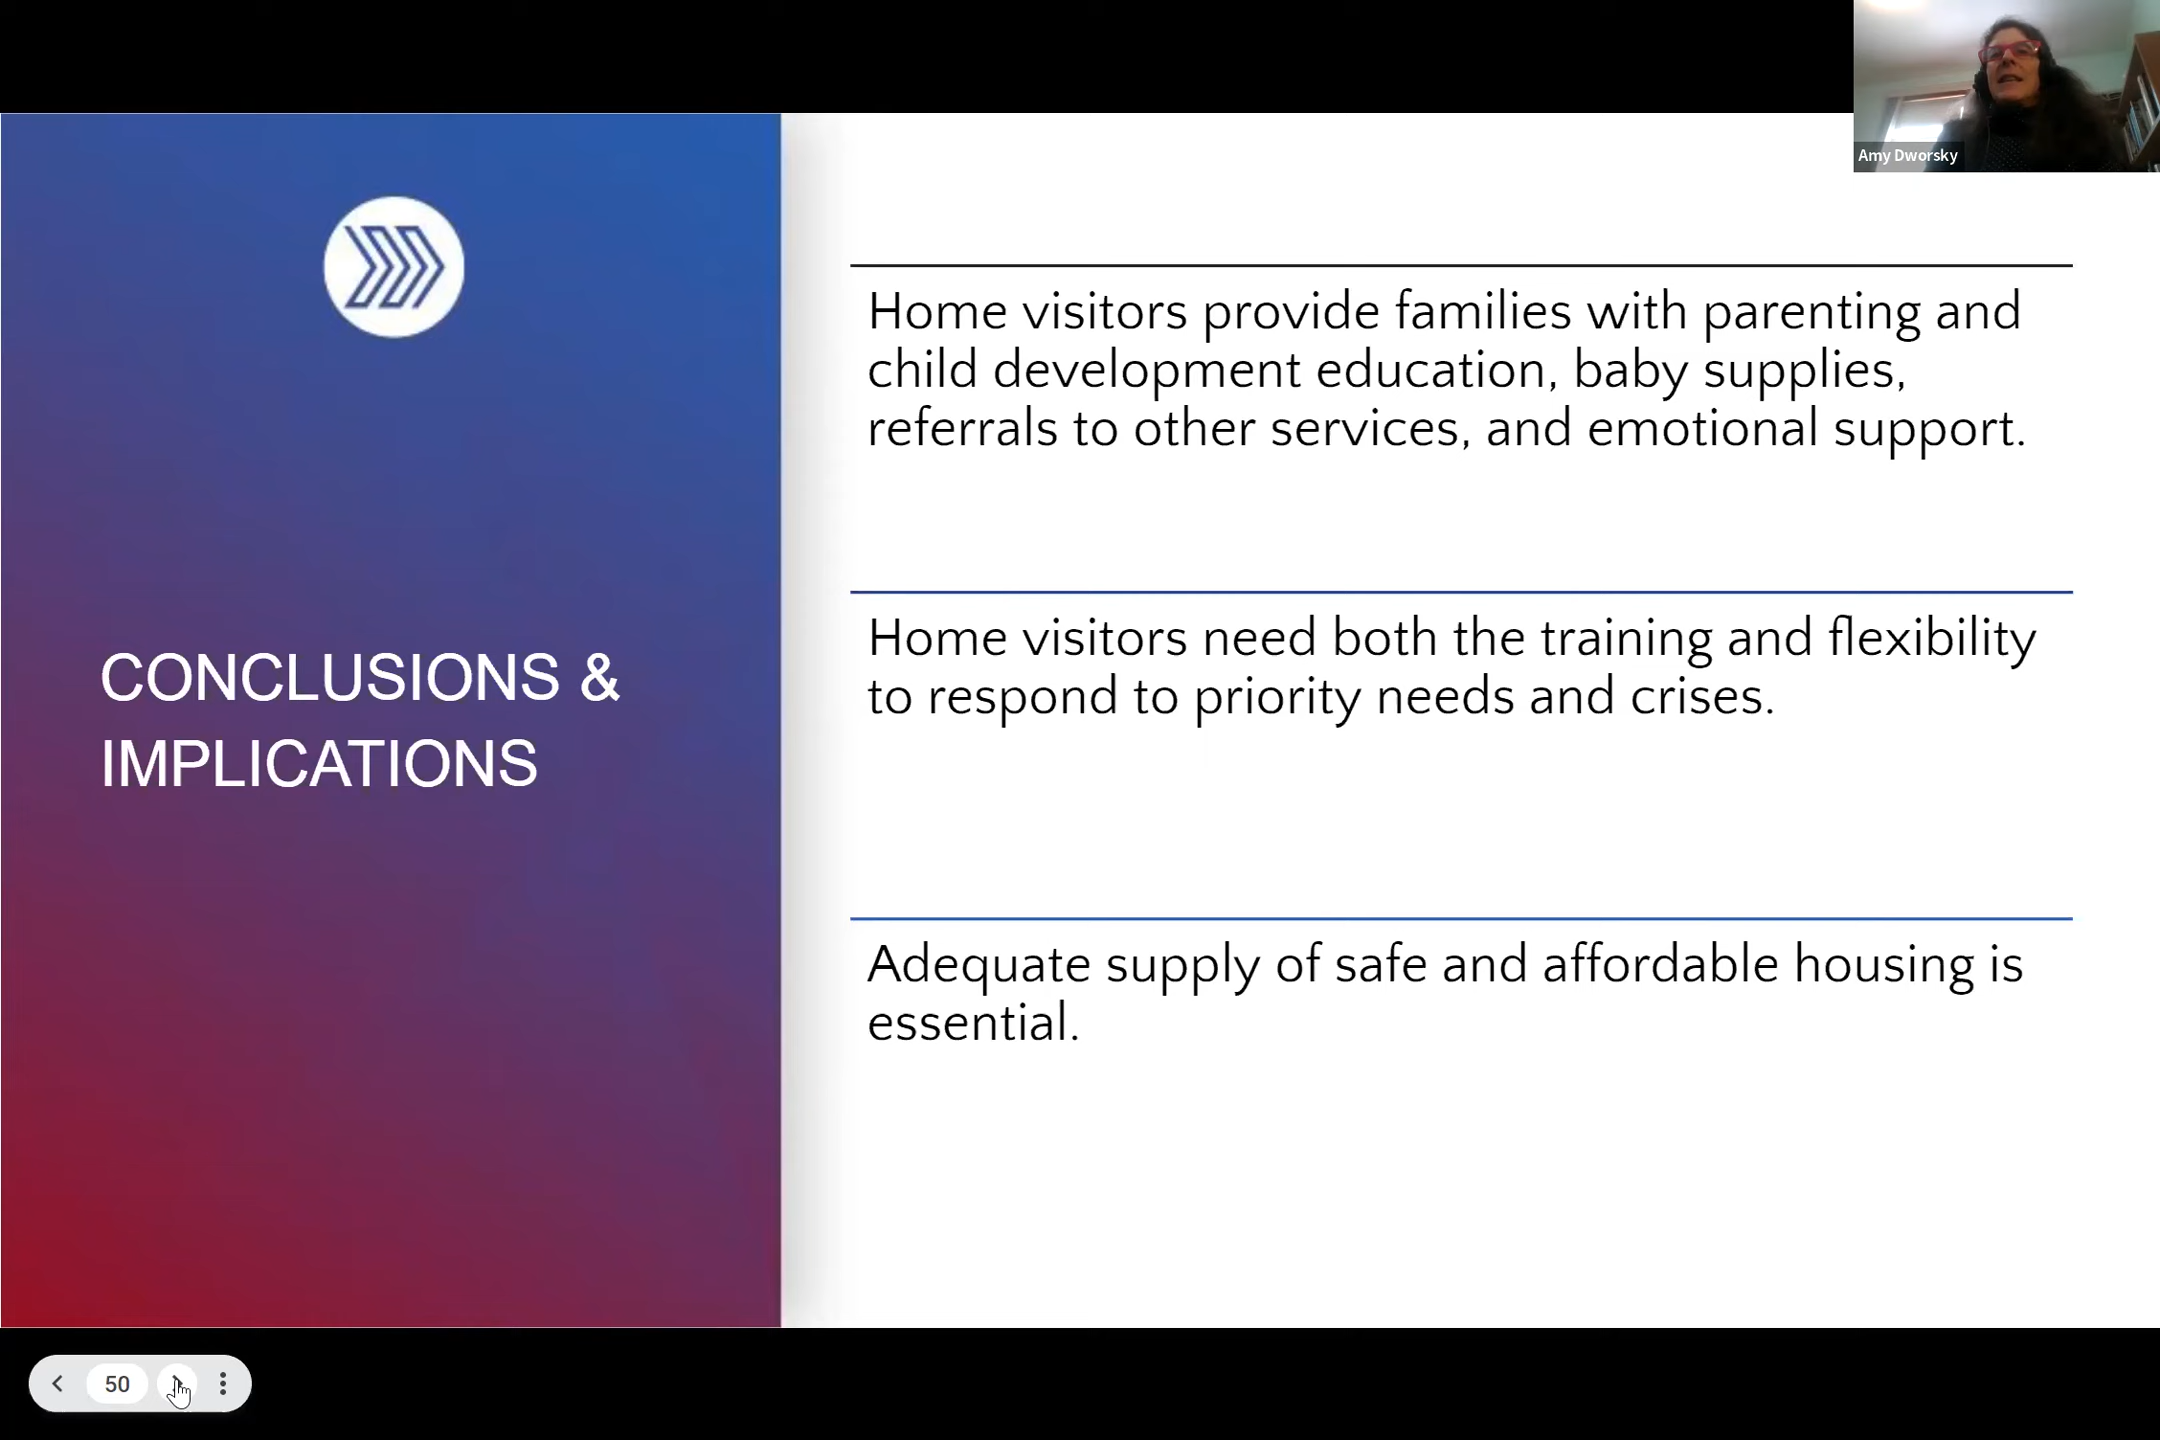 Amy Dworsky
CONCLUSIONS &
IMPLICATIONS
Home visitors provide families with parenting and
child development education, baby supplies,
referrals to other services, and emotional support.
Home visitors need both the training and flexibility
to respond to priority needs and crises.
Adequate supply of safe and affordable housing is
essential.
50